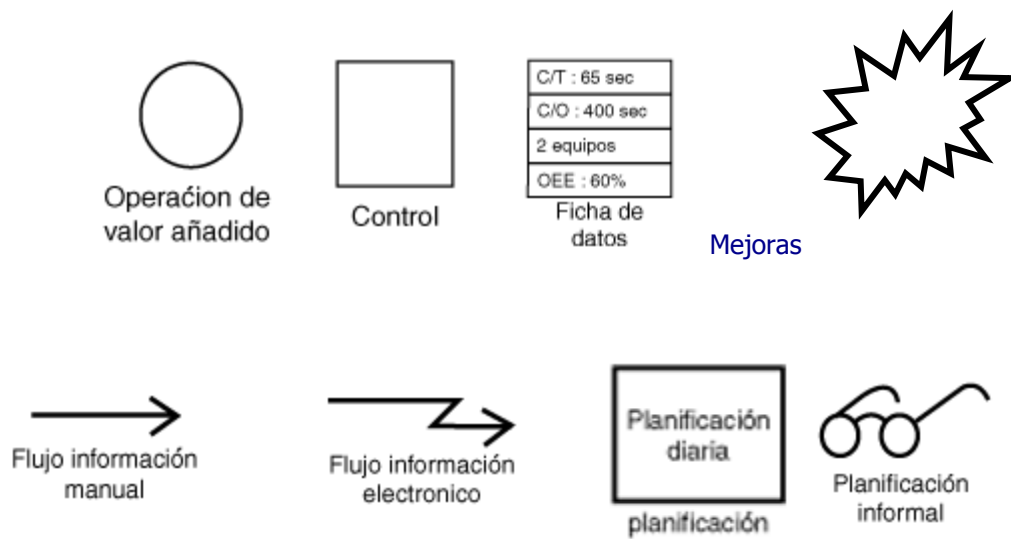 Operaćion de
valor añadido
Control
C/T : 65 sec
C/O : 400 sec
2 equipos
OEE : 60%
Ficha de
datos
Mejoras
Flujo información
manual
Flujo información
electronico
Planificación
diaria
planificación
Planificación
informal